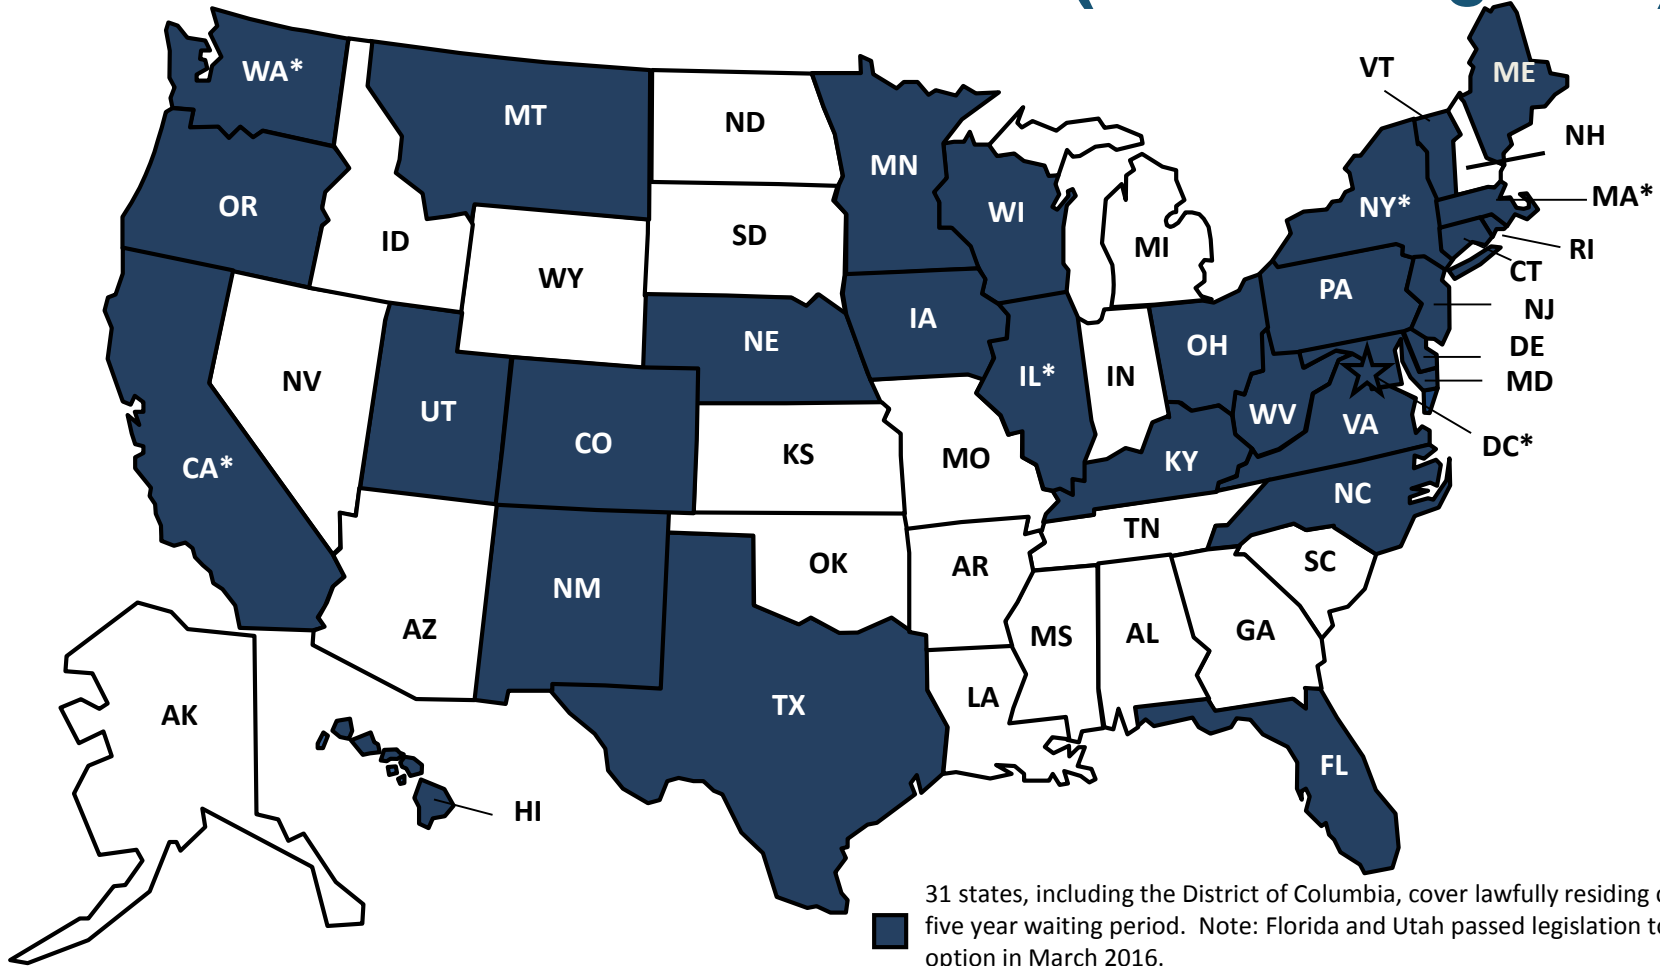 WA*
MT
ND
MN
VT
ME
NH
OR
ID
SD
WI
MI
NY*
MA*
RI
CT
WY
NE
IA
PA
NJ
NV
UT
CO
IL*
IN
OH
DE
MD
WV
VA
DC*
CA*
KS
MO
KY
NC
TN
AZ
NM
OK
AR
SC
MS
AL
GA
AK
TX
LA
FL
HI
31 states, including the District of Columbia, cover lawfully residing
five year waiting period. Note: Florida and Utah passed legislation
option in March 2016.